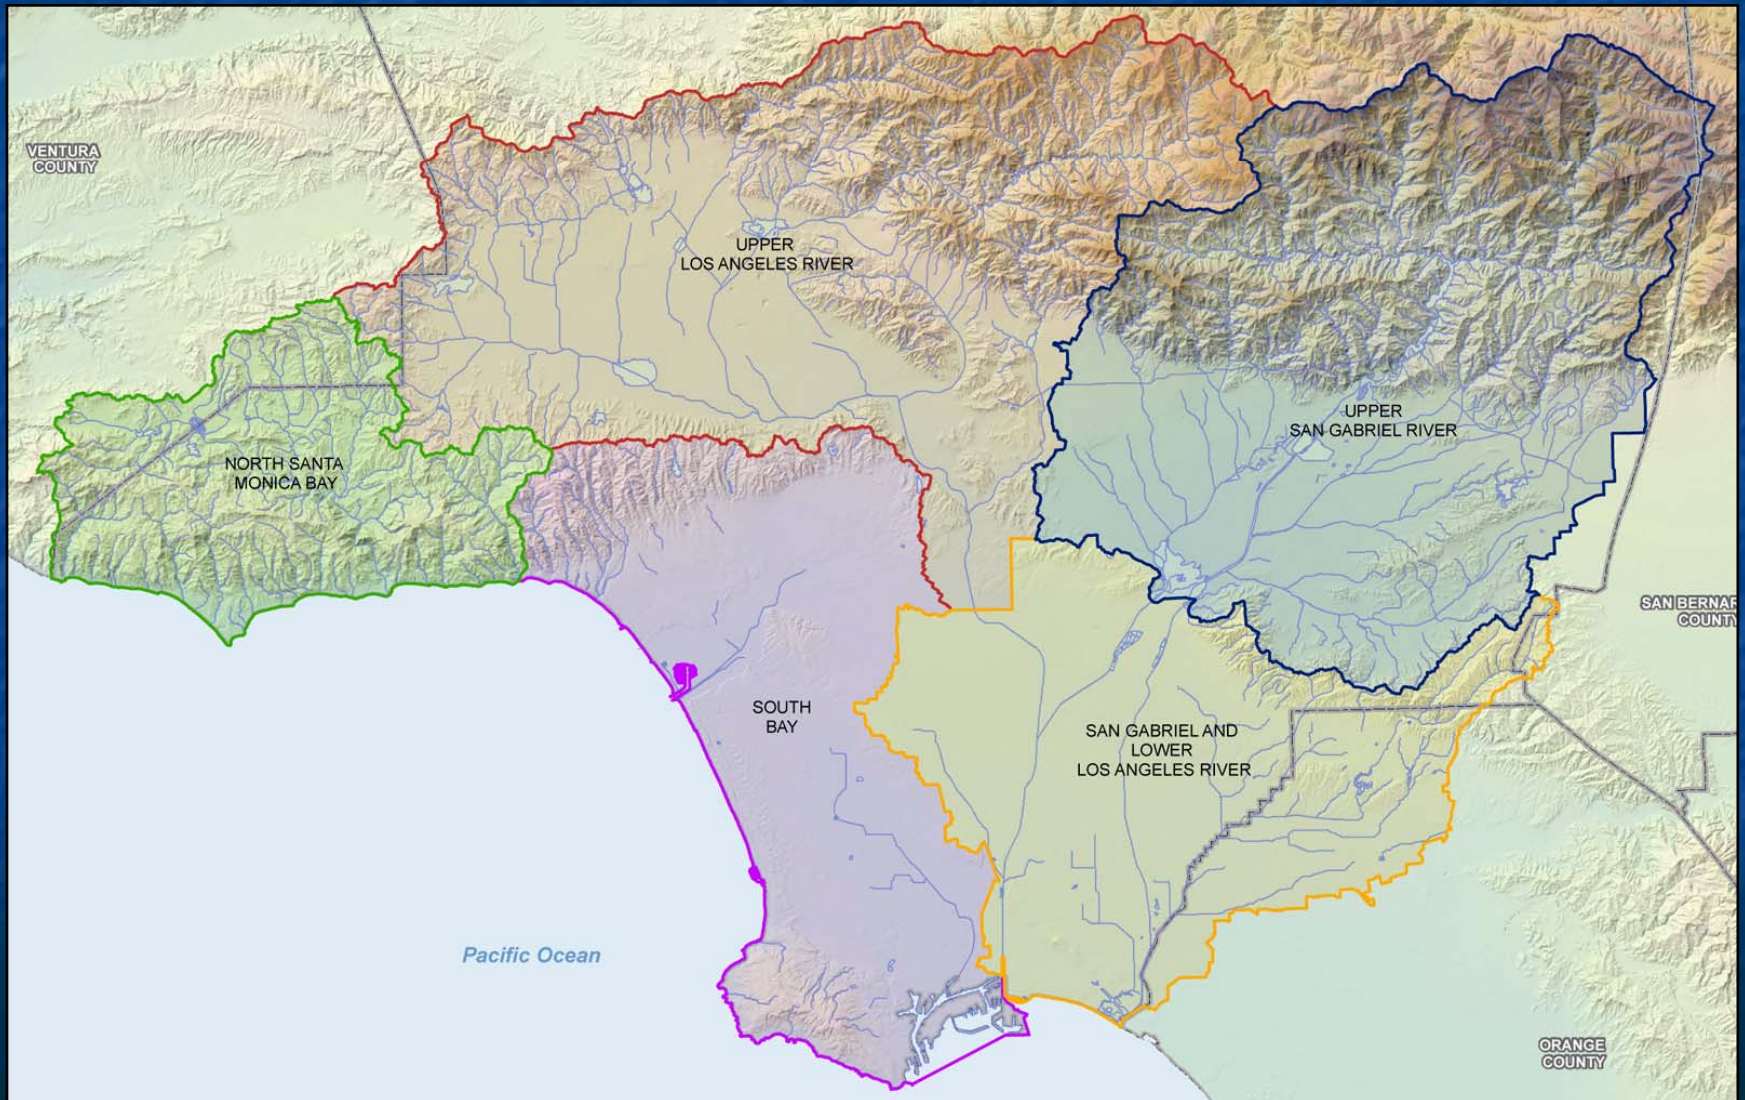 VENTURA
COUNTY
UPPER
LOS ANGELES RIVER
UPPER
SAN GABRIEL RIVER
NORTH SANTA
MONICA BAY
SAN BERNAR
COUNTY
SOUTH
BAY
SAN GABRIEL AND
LOWER
LOS ANGELES RIVER
Pacific Ocean
ORANGE
COUNTY